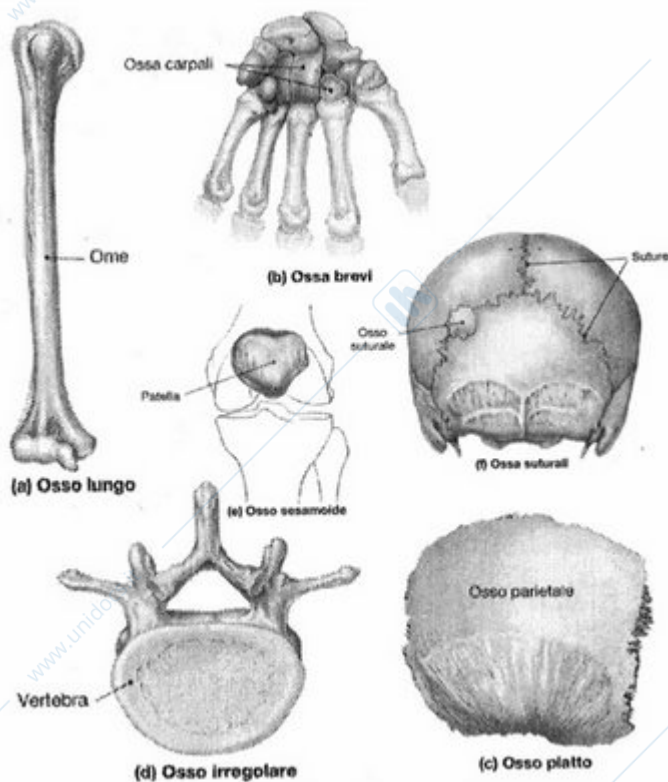 Ossa carpali
Ome
(b) Ossa brevi
Suture
Osso
suturale
Patella
(a) Osso lungo
(e) Osso sesamoide
(f) Ossa suturali
Osso parietale
Vertebra
(d) Osso irregolare
(c) Osso piatto